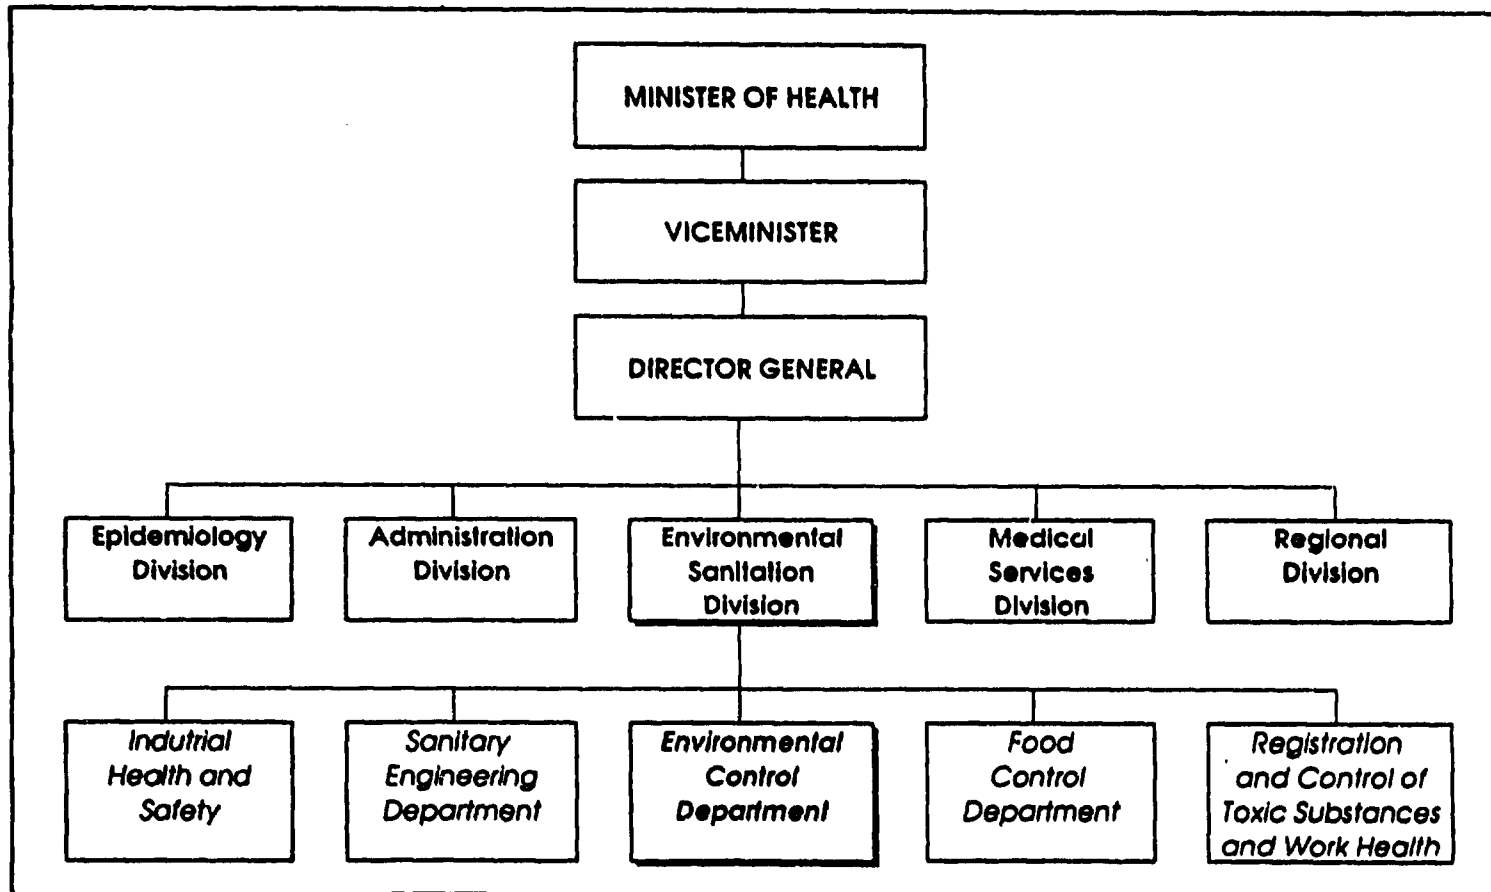 MINISTER OF HEALTH
VICEMINISTER
DIRECTOR GENERAL
Epidemiology
Division
Administration
Division
Environmental
Sanitation
Division
Medical
Services
Division
Regional
Division
Indutrial
Health and
Safety
Sanitary
Engineering
Department
Environmental
Control
Department
Food
Control
Department
Registration
and Control of
Toxic Substances
and Work Health